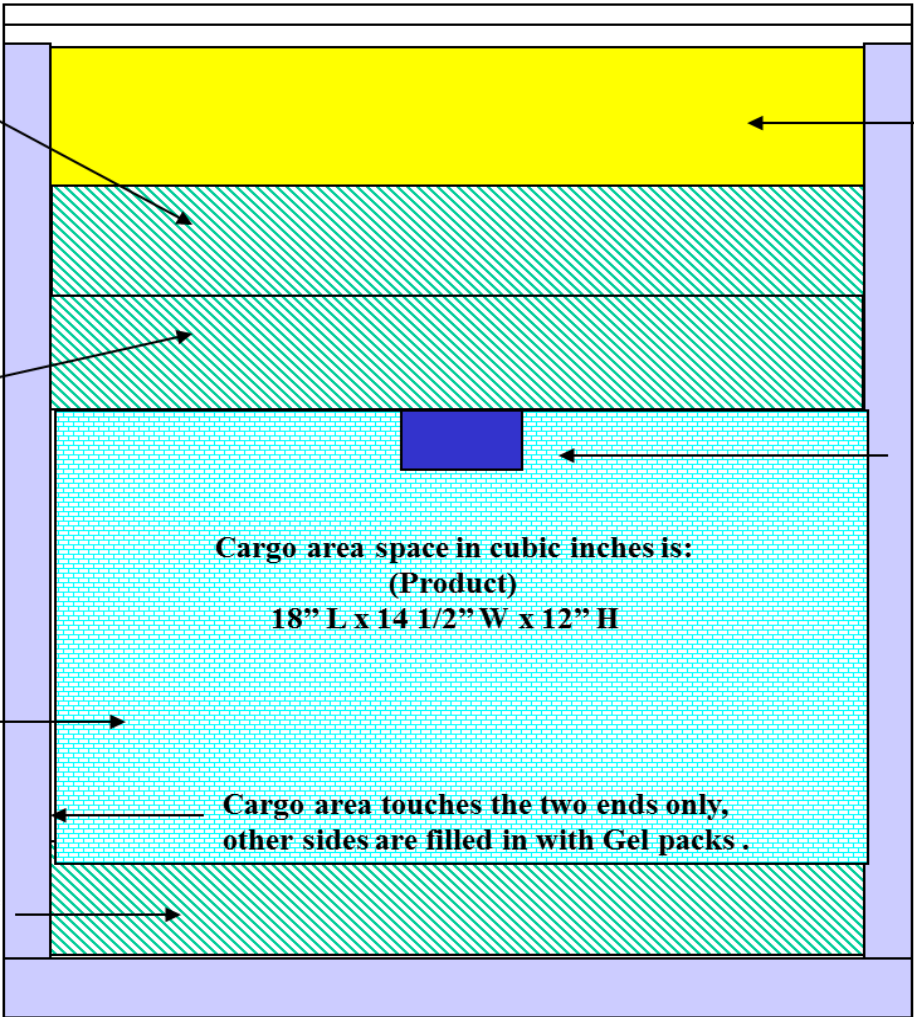 Cargo area space in cubic inches is:
(Product)
18” L x 14 1/2” W x 12” H
Cargo area touches the two ends only,
other sides are filled in with Gel packs .